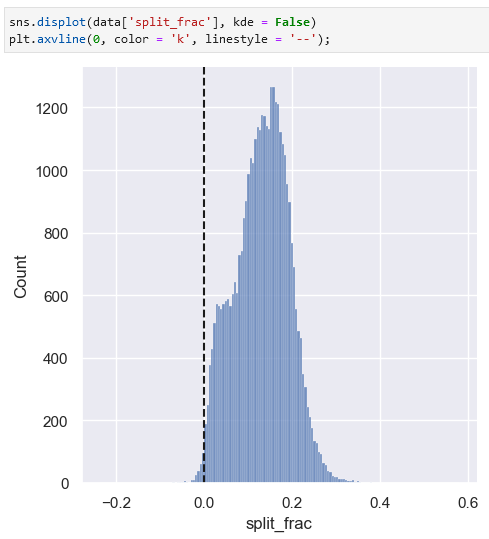 sns.displot(data['split_frac'], kde = False)
plt.axvline(0, color = 'k', linestyle = '--');
1200
1000
800
600
400
200
0
Count
−0.2 0.0 0.2 0.4 0.6
split_frac